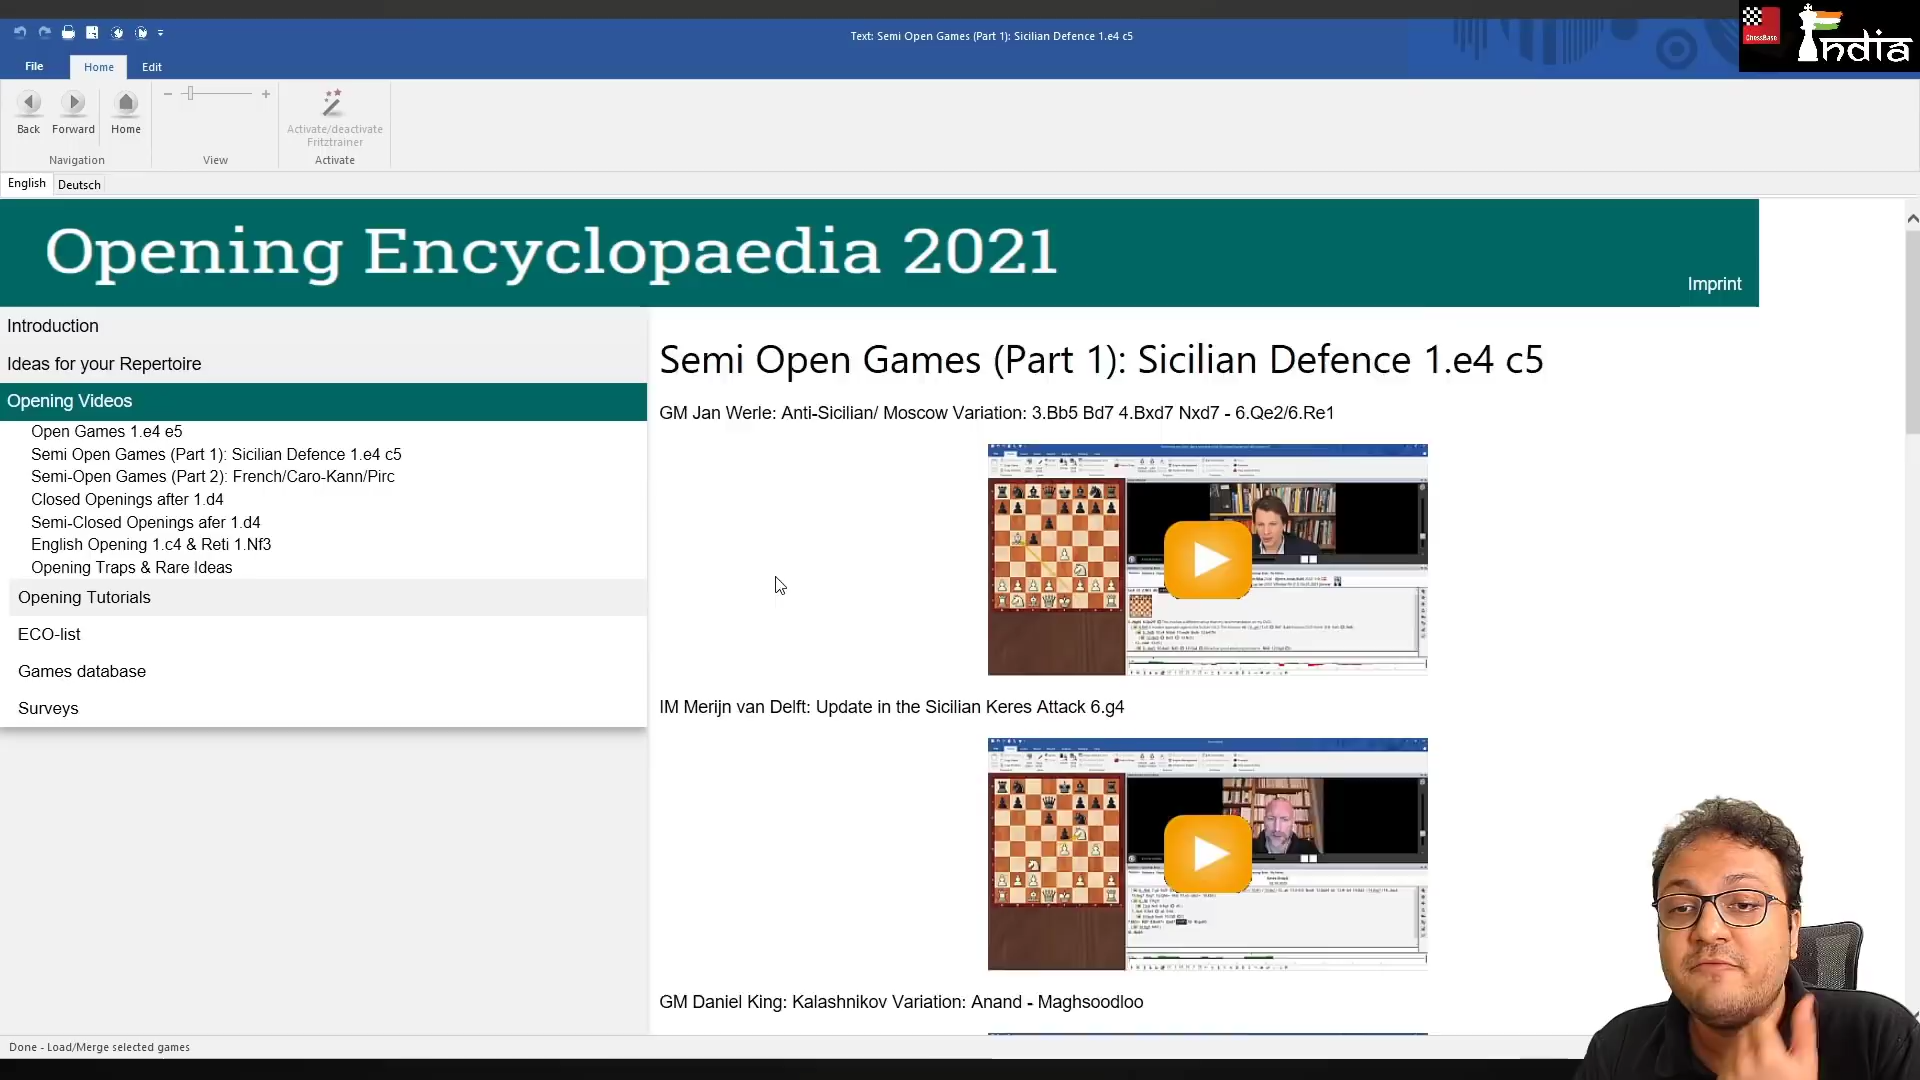 Text: Semi Open Games (Part 1): Sicilian Defence 1.e4 c5
ChessBase
India
File
Home
Edit
Back
Forward
Home
Activate/deactivate
Fritztrainer
Navigation
View
Activate
English
Deutsch
Opening Encyclopaedia 2021
Imprint
Introduction
Ideas for your Repertoire
Opening Videos
Open Games 1.e4 e5
Semi Open Games (Part 1): Sicilian Defence 1.e4 c5
Semi-Open Games (Part 2): French/Caro-Kann/Pirc
Closed Openings after 1.d4
Semi-Closed Openings afer 1.d4
English Opening 1.c4 & Reti 1.Nf3
Opening Traps & Rare Ideas
Opening Tutorials
ECO-list
Games database
Surveys
Semi Open Games (Part 1): Sicilian Defence 1.e4 c5
GM Jan Werle: Anti-Sicilian/ Moscow Variation: 3.Bb5 Bd7 4.Bxd7 Nxd7 - 6.Qe2/6.Re1
IM Merijn van Delft: Update in the Sicilian Keres Attack 6.g4
GM Daniel King: Kalashnikov Variation: Anand - Maghsoodloo
Done - Load/Merge selected games